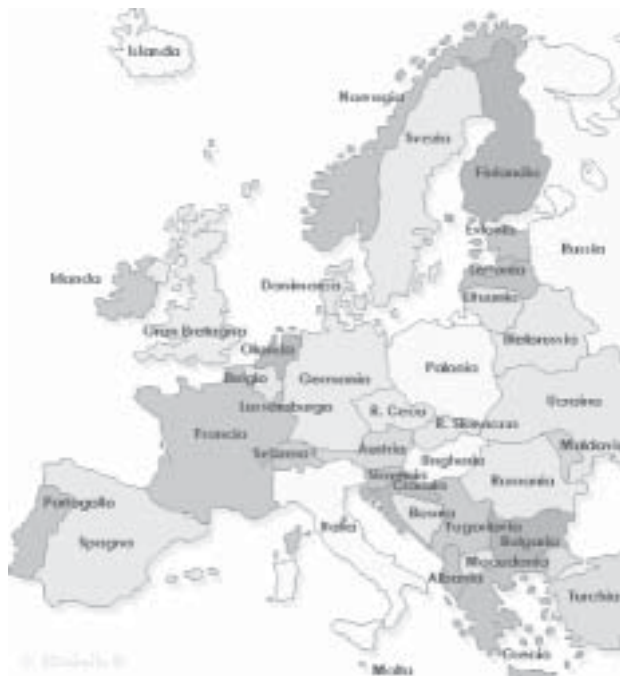 Islanda
Norvegia
Svezia
Finlandia
Estonia
Russia
Lettonia
Irlanda
Danimarca
Lituania
Gran Bretagna
Bielorussia
Olanda
Polonia
Belgio
Germania
Ucraina
Lussemburgo
R. Ceca
R. Slovacca
Francia
Moldavia
Svizzera
Austria
Ungheria
Slovenia
Romania
Croazia
Portogallo
Bosnia
Italia
Yugoslavia
Bulgaria
Spagna
Macedonia
Albania
Turchia
Grecia
Malta